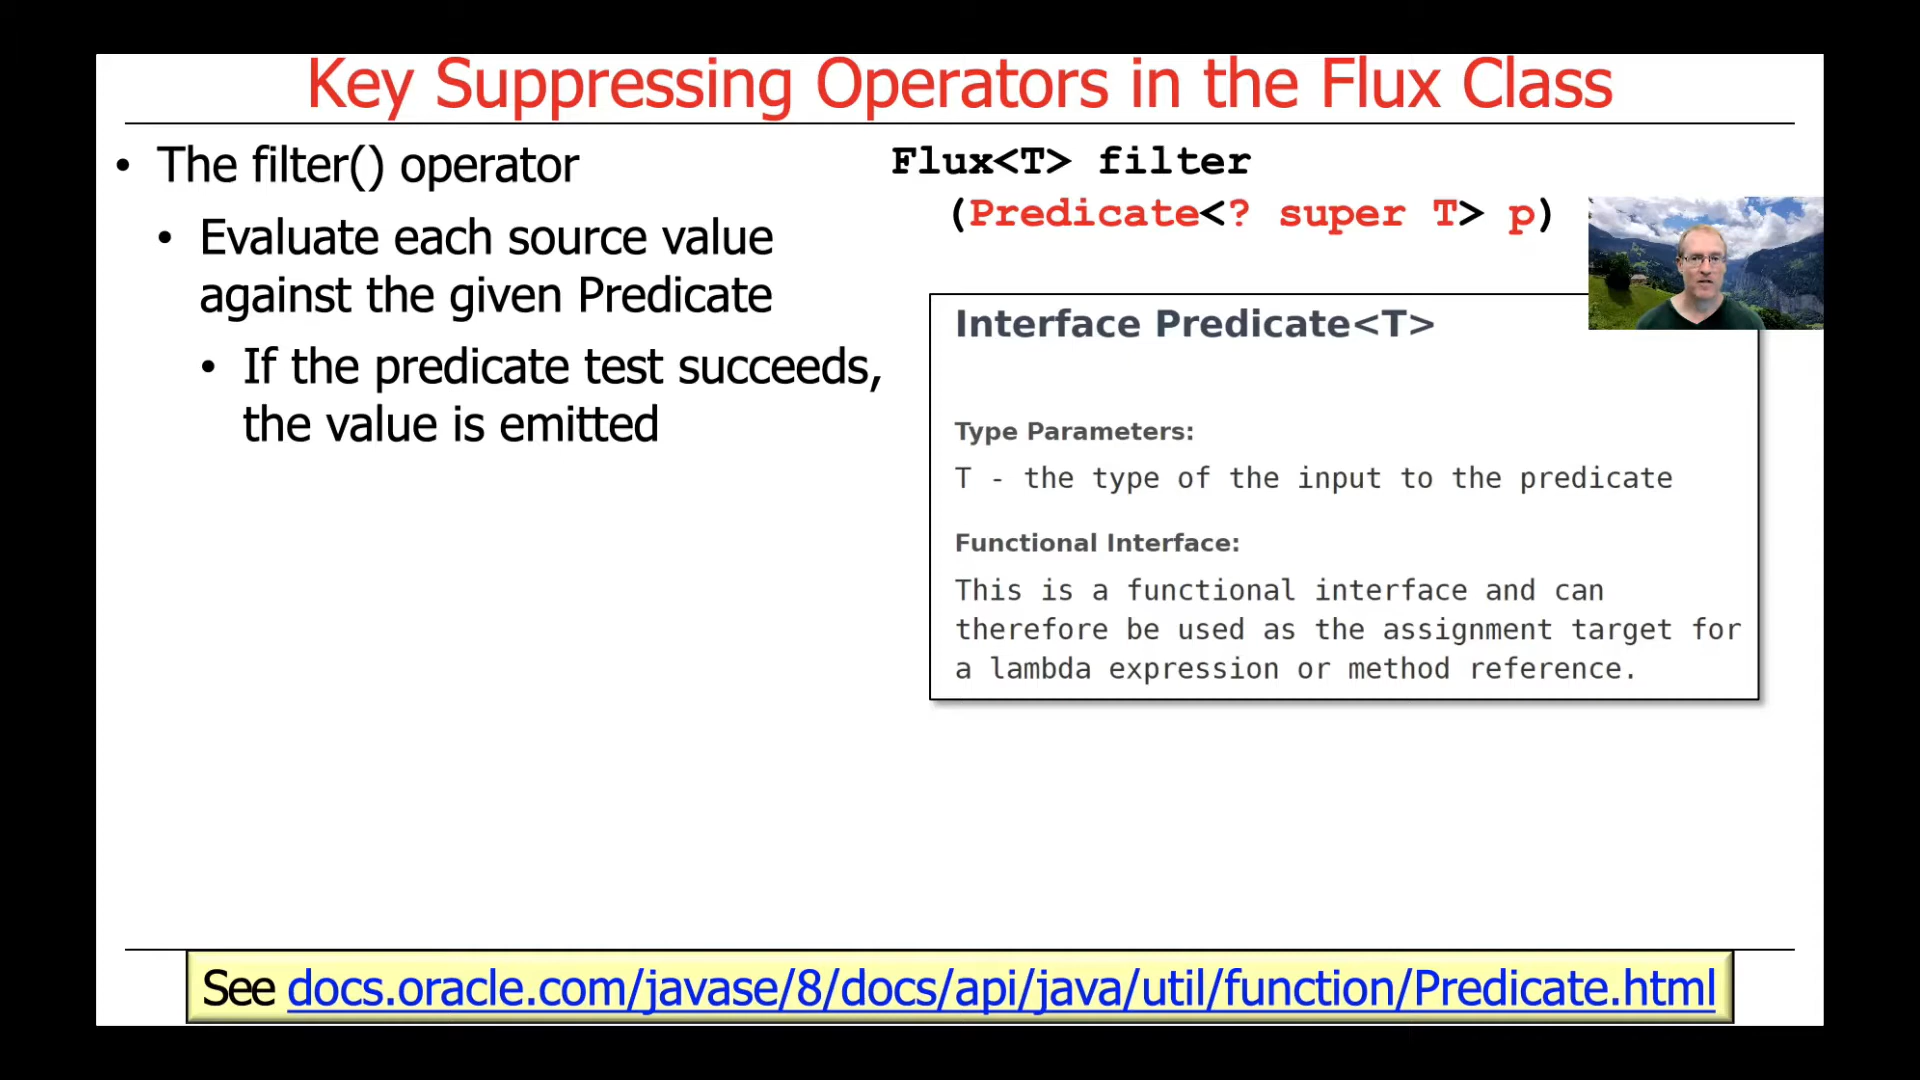 Key Suppressing Operators in the Flux Class
• The filter() operator
• Evaluate each source value
against the given Predicate
• If the predicate test succeeds,
the value is emitted
Flux<T> filter
(Predicate<? super T> p)
Interface Predicate<T>
Type Parameters:
T - the type of the input to the predicate
Functional Interface:
This is a functional interface and can
therefore be used as the assignment target for
a lambda expression or method reference.
See docs.oracle.com/javase/8/docs/api/java/util/function/Predicate.html